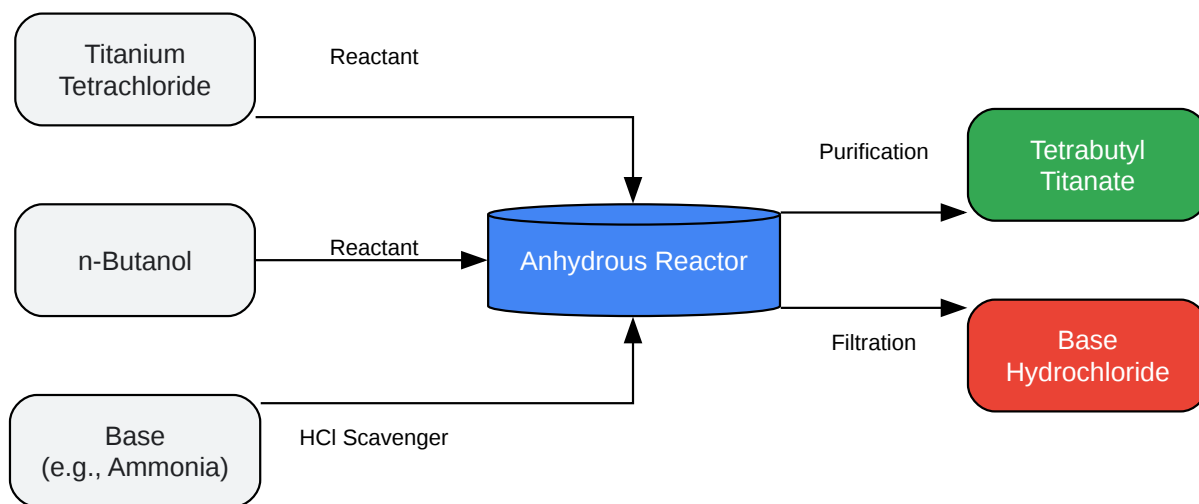 Titanium
Tetrachloride
Reactant
Purification
Tetrabutyl
Titanate
n-Butanol
Reactant
Anhydrous Reactor
Filtration
Base
Hydrochloride
Base
(e.g., Ammonia)
HCl Scavenger